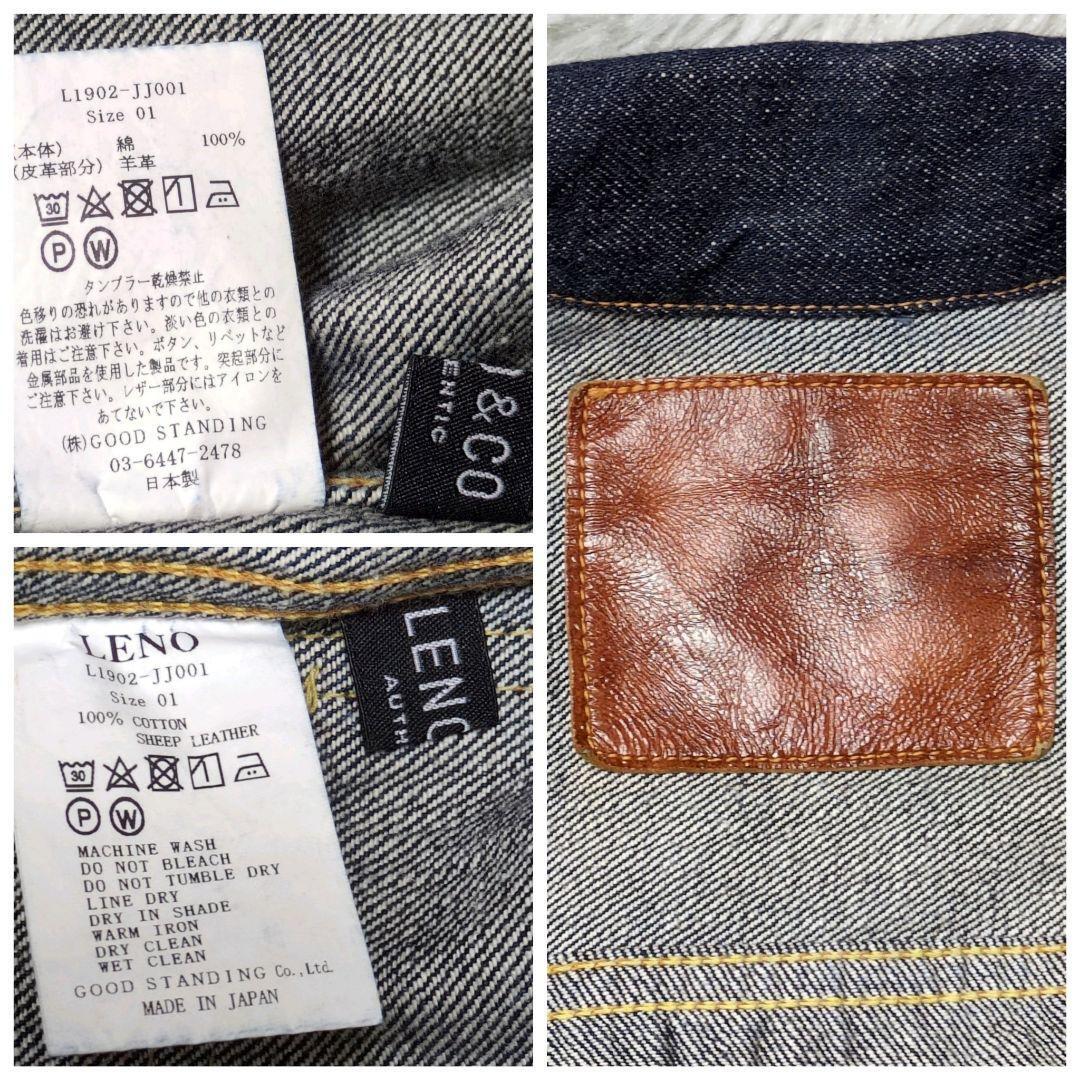 L1902-JJ001
Size 01
(本体) 綿 100%
(皮革部分) 羊革
30
P W
タンブラー乾燥禁止
色移りの恐れがありますので他の衣類との
洗濯はお避け下さい。淡い色の衣類との
着用はご注意下さい。ボタン、リベットなど
金属部品を使用した製品です。突起部分に
ご注意下さい。レザー部分にはアイロンを
あてないで下さい。
(株)GOOD STANDING
03-6447-2478
日本製
&CO
ENTIC
LENO
L1902-JJ001
Size 01
100% COTTON
SHEEP LEATHER
30
P W
MACHINE WASH
DO NOT BLEACH
DO NOT TUMBLE DRY
LINE DRY
DRY IN SHADE
WARM IRON
DRY CLEAN
WET CLEAN
GOOD STANDING Co.,Ltd.
MADE IN JAPAN
LENO
AUTH